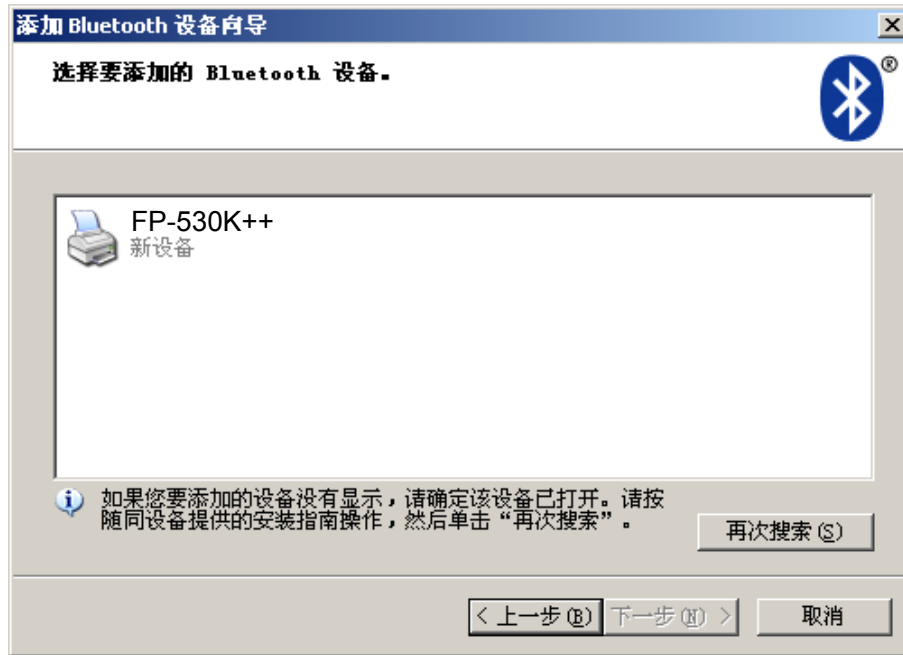 添加 Bluetooth 设备向导
选择要添加的 Bluetooth 设备。
®
FP-530K++
新设备
如果您要添加的设备没有显示，请确定该设备已打开。请按
随同设备提供的安装指南操作，然后单击“再次搜索”。
再次搜索(S)
< 上一步(B)
下一步(N) >
取消